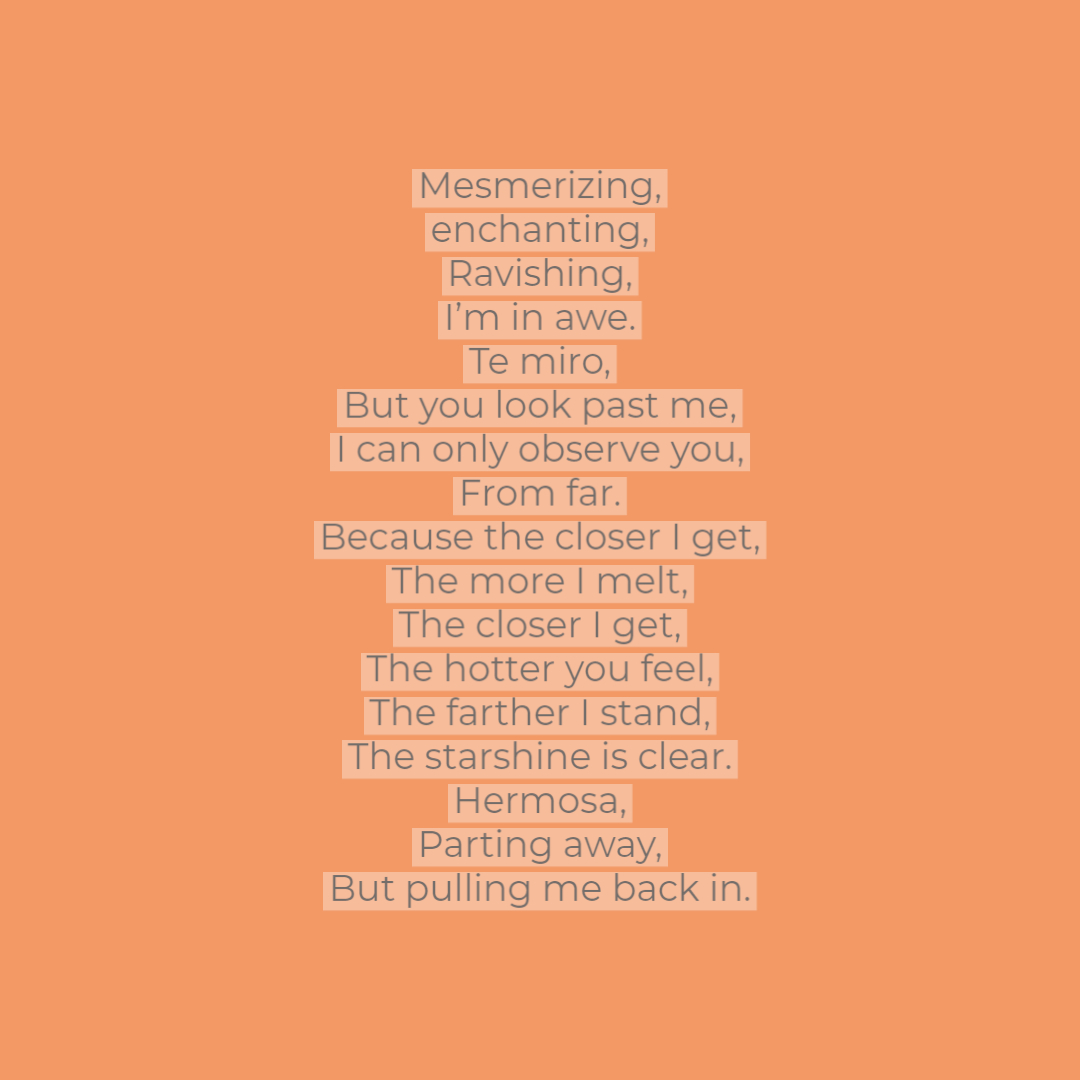 Mesmerizing,
enchanting,
Ravishing,
I’m in awe.
Te miro,
But you look past me,
I can only observe you,
From far.
Because the closer I get,
The more I melt,
The closer I get,
The hotter you feel,
The farther I stand,
The starshine is clear.
Hermosa,
Parting away,
But pulling me back in.